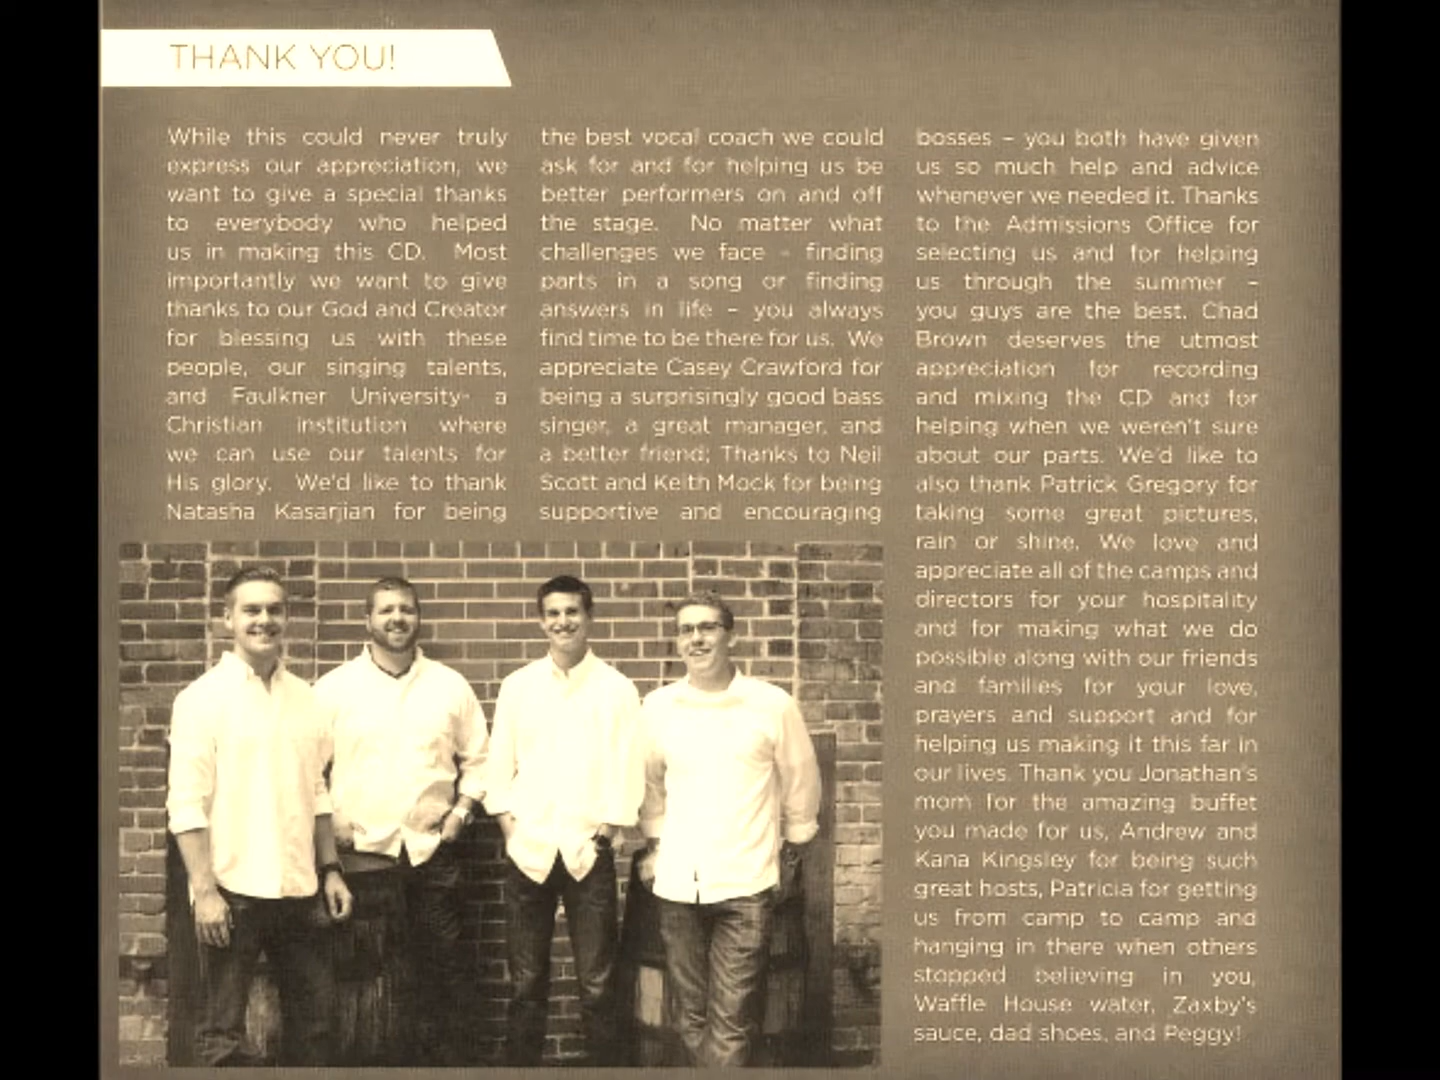 THANK YOU!
While this could never truly
express our appreciation, we
want to give a special thanks
to everybody who helped
us in making this CD. Most
importantly we want to give
thanks to our God and Creator
for blessing us with these
people, our singing talents,
and Faulkner University- a
Christian institution where
we can use our talents for
His glory. We'd like to thank
Natasha Kasarjian for being
the best vocal coach we could
ask for and for helping us be
better performers on and off
the stage. No matter what
challenges we face – finding
parts in a song or finding
answers in life – you always
find time to be there for us. We
appreciate Casey Crawford for
being a surprisingly good bass
singer, a great manager, and
a better friend; Thanks to Neil
Scott and Keith Mock for being
supportive and encouraging
bosses – you both have given
us so much help and advice
whenever we needed it. Thanks
to the Admissions Office for
selecting us and for helping
us through the summer –
you guys are the best. Chad
Brown deserves the utmost
appreciation for recording
and mixing the CD and for
helping when we weren't sure
about our parts. We'd like to
also thank Patrick Gregory for
taking some great pictures,
rain or shine. We love and
appreciate all of the camps and
directors for your hospitality
and for making what we do
possible along with our friends
and families for your love,
prayers and support and for
helping us making it this far in
our lives. Thank you Jonathan's
mom for the amazing buffet
you made for us, Andrew and
Kana Kingsley for being such
great hosts, Patricia for getting
us from camp to camp and
hanging in there when others
stopped believing in you,
Waffle House water, Zaxby's
sauce, dad shoes, and Peggy!